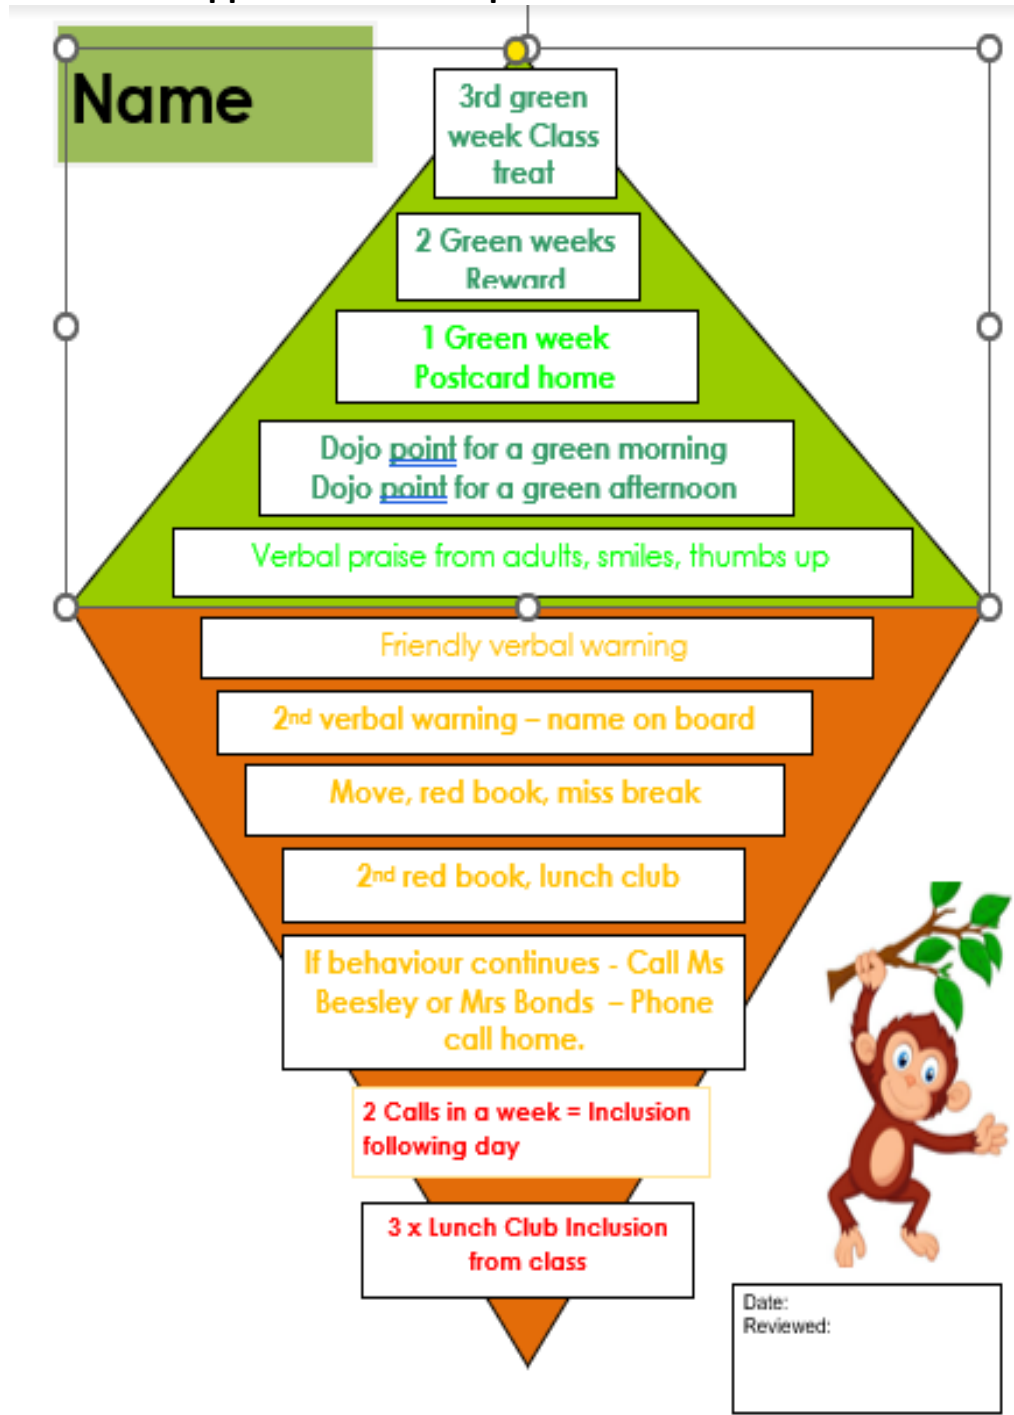 Name
3rd green
week Class
treat
2 Green weeks
Reward
1 Green week
Postcard home
Dojo point for a green morning
Dojo point for a green afternoon
Verbal praise from adults, smiles, thumbs up
Friendly verbal warning
2nd verbal warning – name on board
Move, red book, miss break
2nd red book, lunch club
If behaviour continues - Call Ms
Beesley or Mrs Bonds – Phone
call home.
2 Calls in a week = Inclusion
following day
3 x Lunch Club Inclusion
from class
Date:
Reviewed: